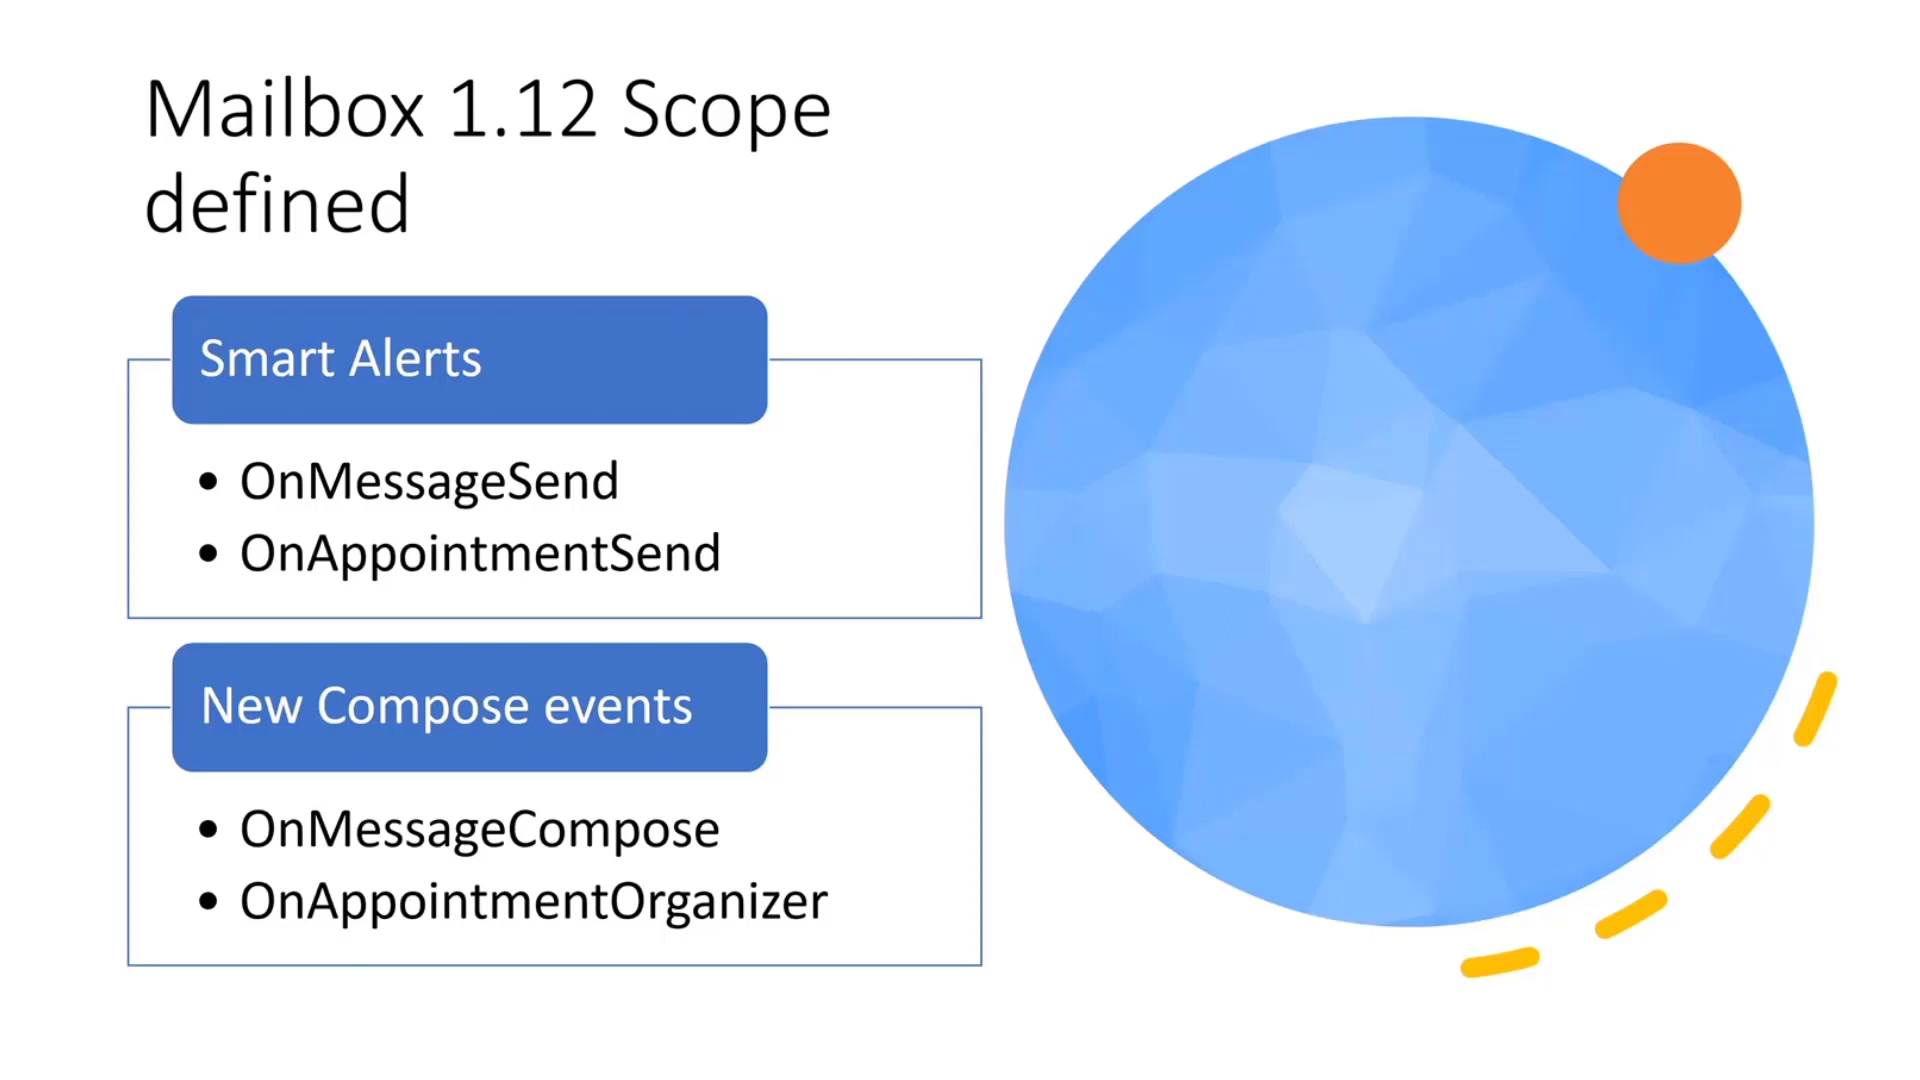 Mailbox 1.12 Scope
defined
Smart Alerts
• OnMessageSend
• OnAppointmentSend
New Compose events
• OnMessageCompose
• OnAppointmentOrganizer